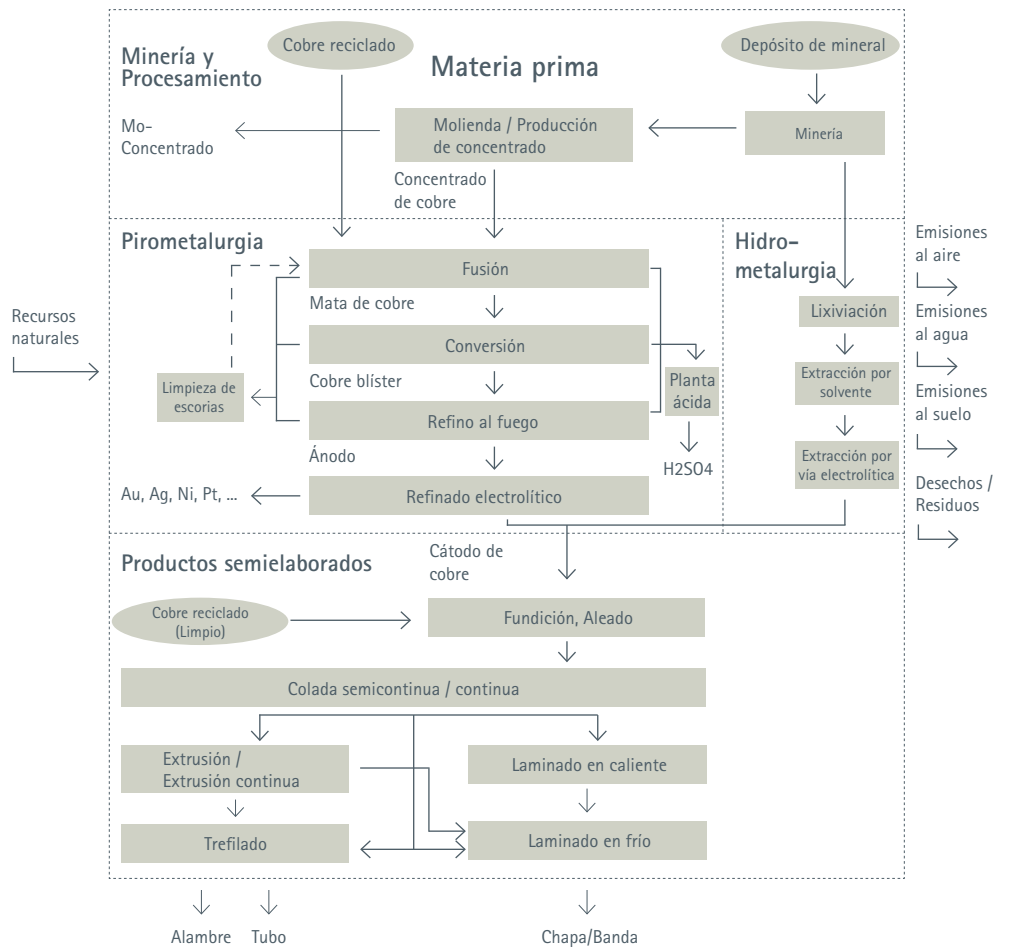 Minería y
Procesamiento
Cobre reciclado
Materia prima
Depósito de mineral
Mo-
Concentrado
Molienda / Producción
de concentrado
Minería
Concentrado
de cobre
Pirometalurgia
Hidro-
metalurgia
Fusión
Mata de cobre
Conversión
Cobre blíster
Limpieza de
escorias
Refino al fuego
Planta
ácida
H2SO4
Ánodo
Au, Ag, Ni, Pt, ...
Refinado electrolítico
Lixiviación
Extracción por
solvente
Extracción por
vía electrolítica
Recursos
naturales
Emisiones
al aire
Emisiones
al agua
Emisiones
al suelo
Desechos /
Residuos
Productos semielaborados
Cátodo de
cobre
Cobre reciclado
(Limpio)
Fundición, Aleado
Colada semicontinua / continua
Extrusión /
Extrusión continua
Laminado en caliente
Trefilado
Laminado en frío
Alambre
Tubo
Chapa/Banda